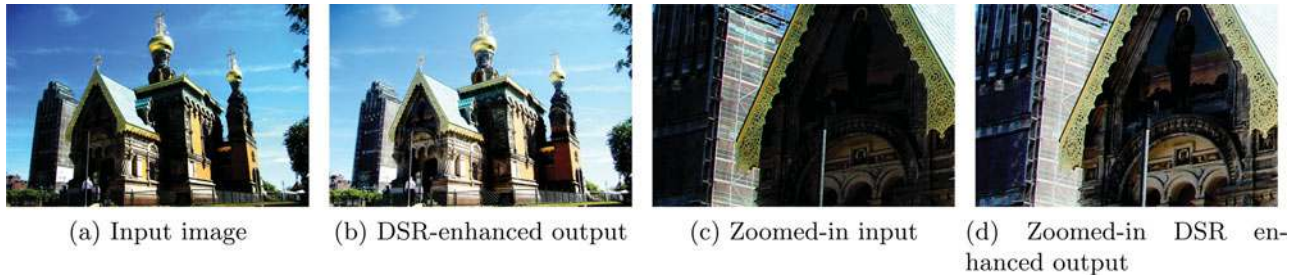 (a) Input image
(b) DSR-enhanced output
(c) Zoomed-in input
(d) Zoomed-in DSR en-
hanced output